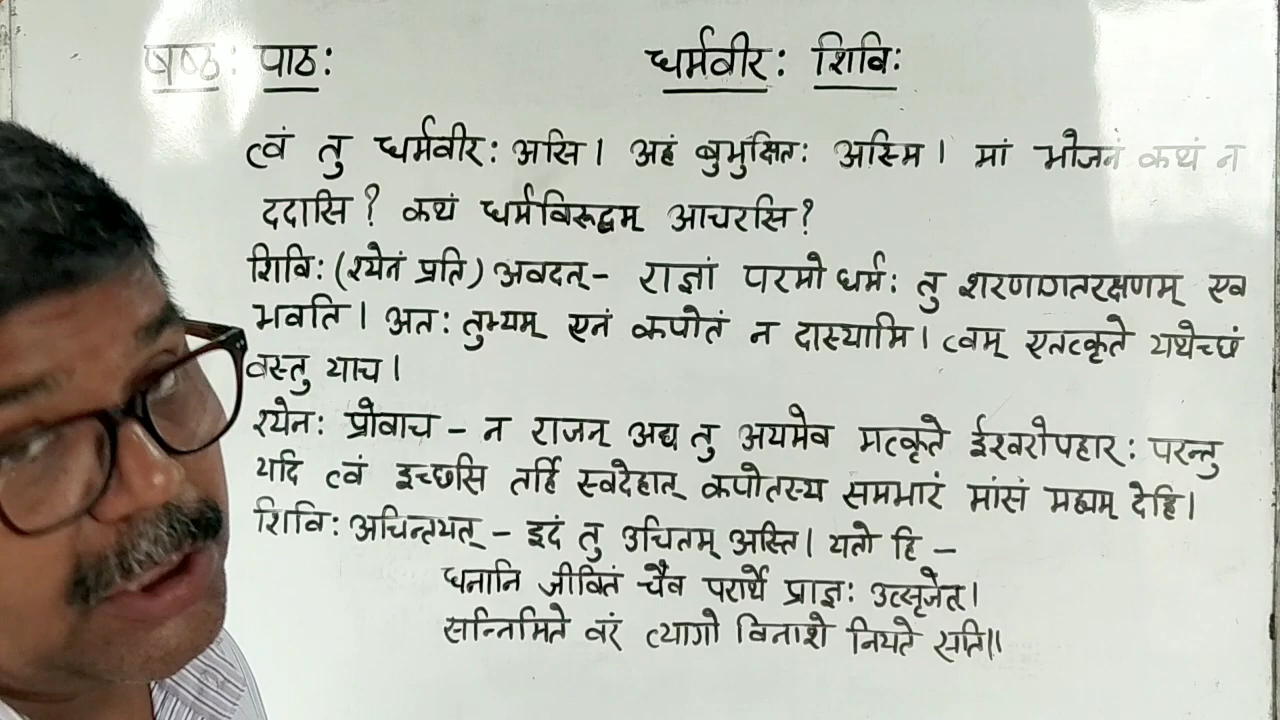 षष्ठः पाठः धर्मवीरः शिविः
त्वं तु धर्मवीरः असि। अहं बुभुक्षितः अस्मि। मां भोजनं कथं न
ददासि? कथं धर्मविरूद्धम् आचरसि?
शिविः (श्येनं प्रति) अवदत्- राज्ञां परमो धर्मः तु शरणागतरक्षणम् एव
भवति। अतः तुभ्यम् एनं कपोतं न दास्यामि। त्वम् एतत्कृते यथेच्छं
वस्तु याच।
श्येनः प्रोवाच - न राजन् अद्य तु अयमेव मत्कृते ईश्वरोपहारः परन्तु
यदि त्वं इच्छसि तर्हि स्वदेहात् कपोतस्य समभारं मांसं मह्यम् देहि।
शिविः अचिन्तयत् - इदं तु उचितम् अस्ति। यतो हि -
धनानि जीवितं चैव परार्थे प्राज्ञः उत्सृजेत्।
सन्निमित्ते वरं त्यागो विनाशे नियते सति॥